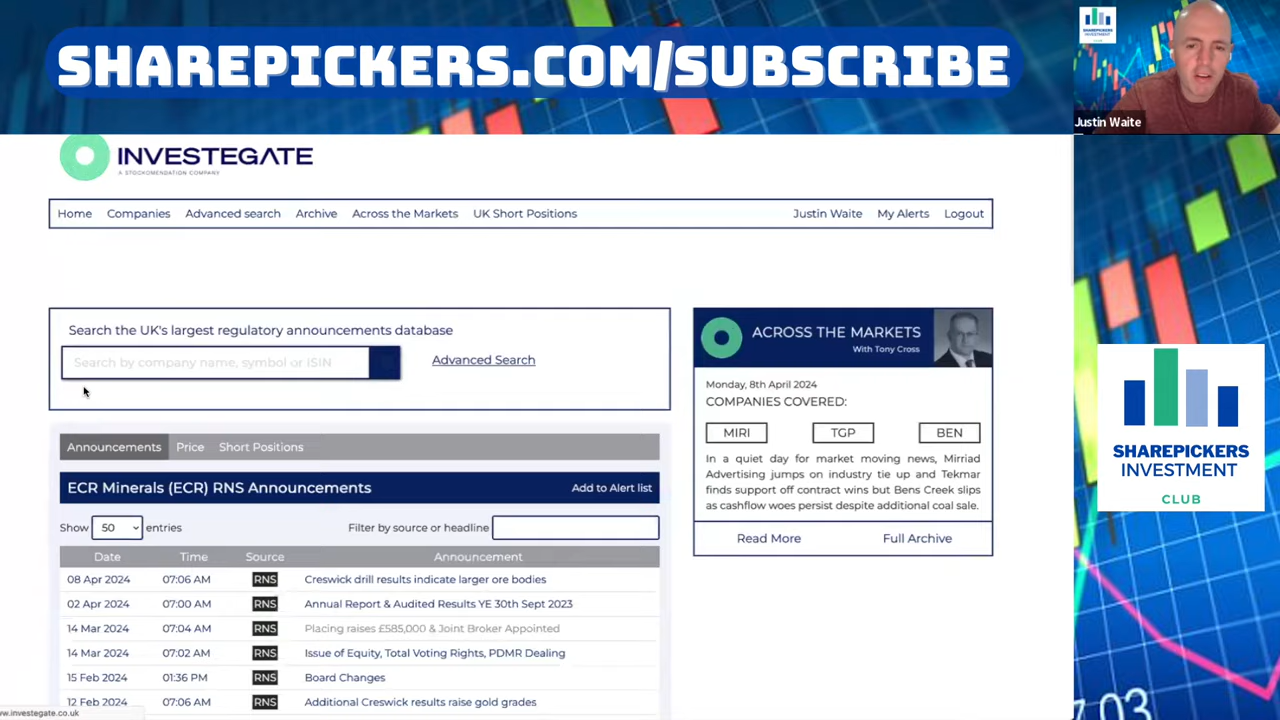 SHAREPICKERS.COM/SUBSCRIBE
SHAREPICKERS
INVESTMENT
CLUB
Justin Waite
INVESTEGATE
A STOCKOMENDATION COMPANY
Home Companies Advanced search Archive Across the Markets UK Short Positions Justin Waite My Alerts Logout
Search the UK's largest regulatory announcements database
Search by company name, symbol or ISIN
Advanced Search
ACROSS THE MARKETS
With Tony Cross
Monday, 8th April 2024
COMPANIES COVERED:
MIRI TGP BEN
In a quiet day for market moving news, Mirriad
Advertising jumps on industry tie up and Tekmar
finds support off contract wins but Bens Creek slips
as cashflow woes persist despite additional coal sale.
Read More Full Archive
Announcements Price Short Positions
ECR Minerals (ECR) RNS Announcements Add to Alert list
Show 50 entries Filter by source or headline
Date Time Source Announcement
08 Apr 2024 07:06 AM RNS Creswick drill results indicate larger ore bodies
02 Apr 2024 07:00 AM RNS Annual Report & Audited Results YE 30th Sept 2023
14 Mar 2024 07:04 AM RNS Placing raises £585,000 & Joint Broker Appointed
14 Mar 2024 07:02 AM RNS Issue of Equity, Total Voting Rights, PDMR Dealing
15 Feb 2024 01:36 PM RNS Board Changes
12 Feb 2024 07:06 AM RNS Additional Creswick results raise gold grades
ww.investegate.co.uk
SHAREPICKERS
INVESTMENT
CLUB